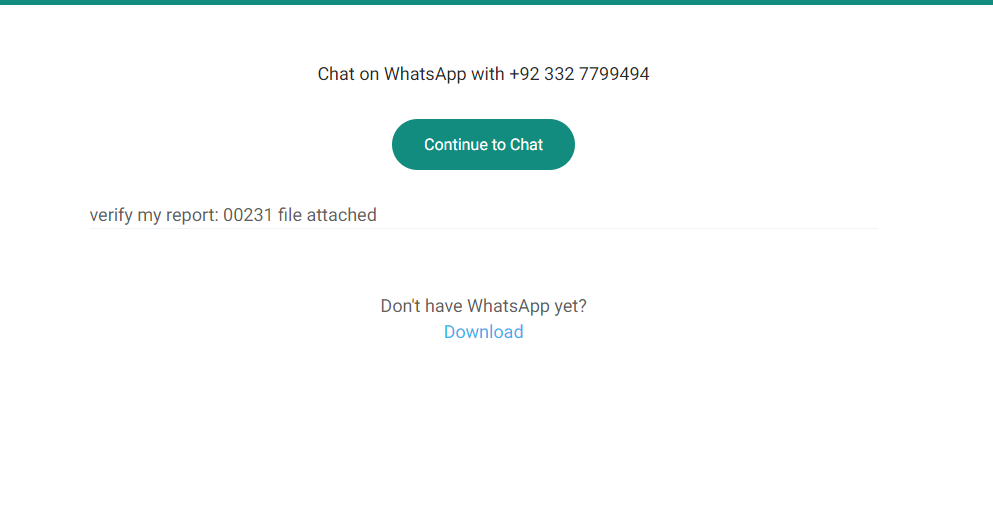 Chat on WhatsApp with +92 332 7799494
Continue to Chat
verify my report: 00231 file attached
Don't have WhatsApp yet?
Download